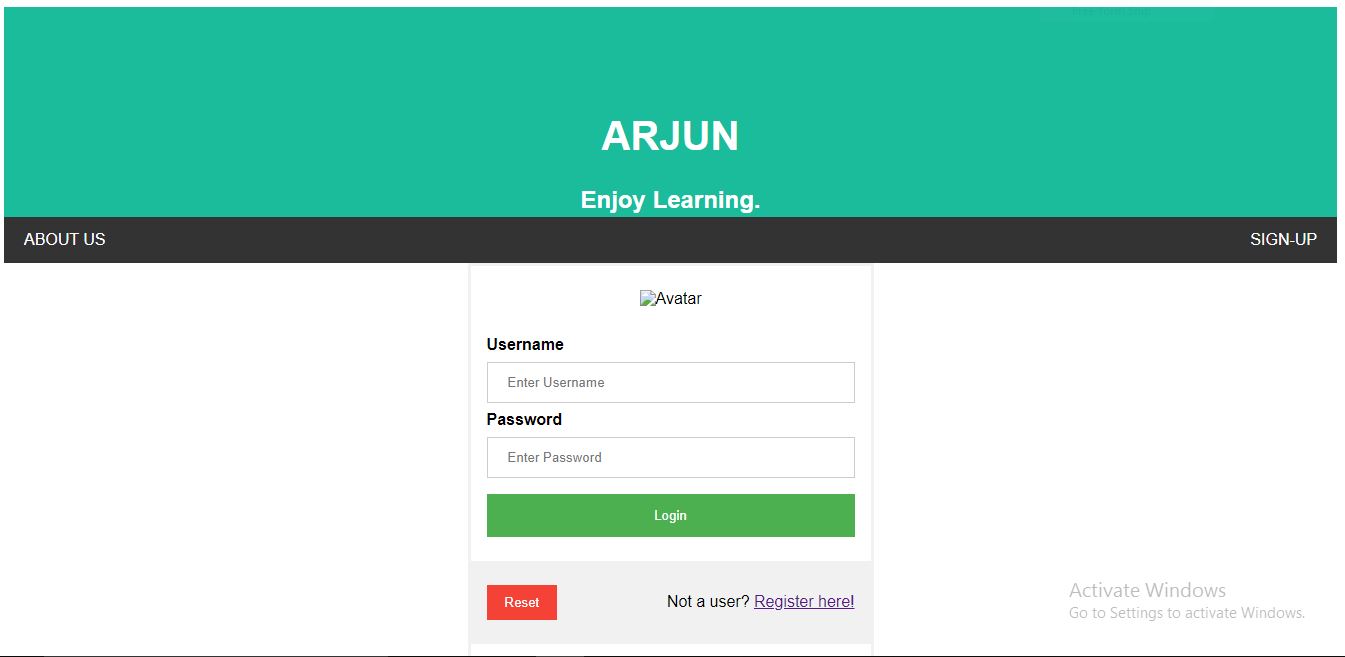 ARJUN
Enjoy Learning.
ABOUT US
SIGN-UP
Avatar
Username
Enter Username
Password
Enter Password
Login
Reset
Not a user? Register here!
Activate Windows
Go to Settings to activate Windows.